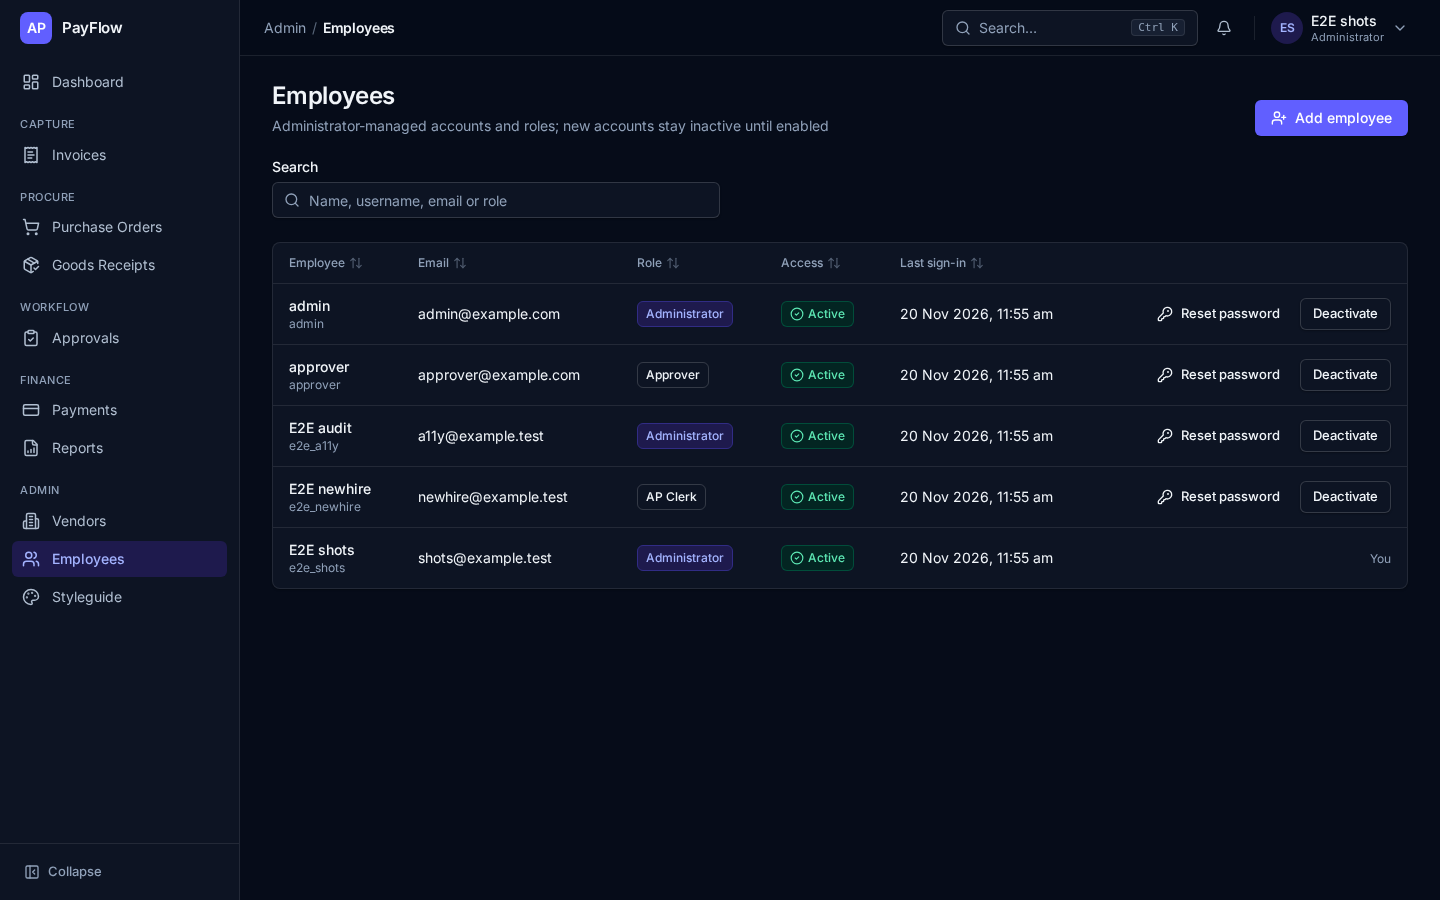 AP PayFlow
Admin / Employees
Search... Ctrl K
ES E2E shots
Administrator
Dashboard
CAPTURE
Invoices
PROCURE
Purchase Orders
Goods Receipts
WORKFLOW
Approvals
FINANCE
Payments
Reports
ADMIN
Vendors
Employees
Styleguide
Collapse
Employees
Administrator-managed accounts and roles; new accounts stay inactive until enabled
Add employee
Search
Name, username, email or role
Employee Email Role Access Last sign-in
admin
admin
admin@example.com Administrator Active 20 Nov 2026, 11:55 am Reset password Deactivate
approver
approver
approver@example.com Approver Active 20 Nov 2026, 11:55 am Reset password Deactivate
E2E audit
e2e_a11y
a11y@example.test Administrator Active 20 Nov 2026, 11:55 am Reset password Deactivate
E2E newhire
e2e_newhire
newhire@example.test AP Clerk Active 20 Nov 2026, 11:55 am Reset password Deactivate
E2E shots
e2e_shots
shots@example.test Administrator Active 20 Nov 2026, 11:55 am You